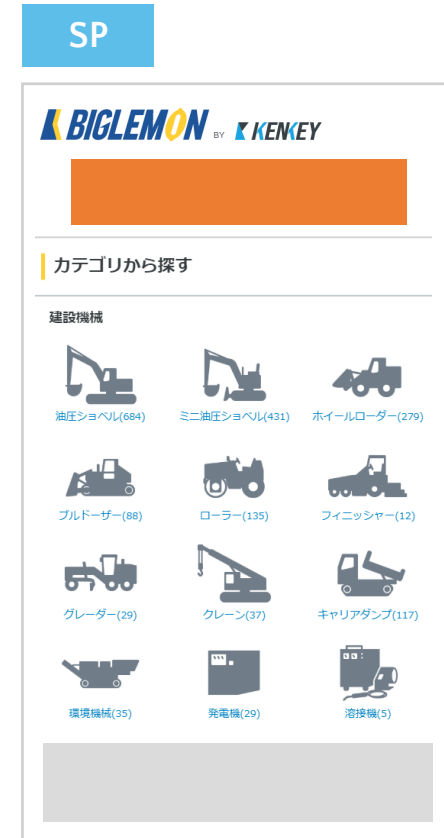 SP
BIGLEMON BY KENKEY
カテゴリから探す
建設機械
油圧ショベル(684) ミニ油圧ショベル(431) ホイールローダー(279)
ブルドーザー(88) ローラー(135) フィニッシャー(12)
グレーダー(29) クレーン(37) キャリアダンプ(117)
環境機械(35) 発電機(29) 溶接機(5)